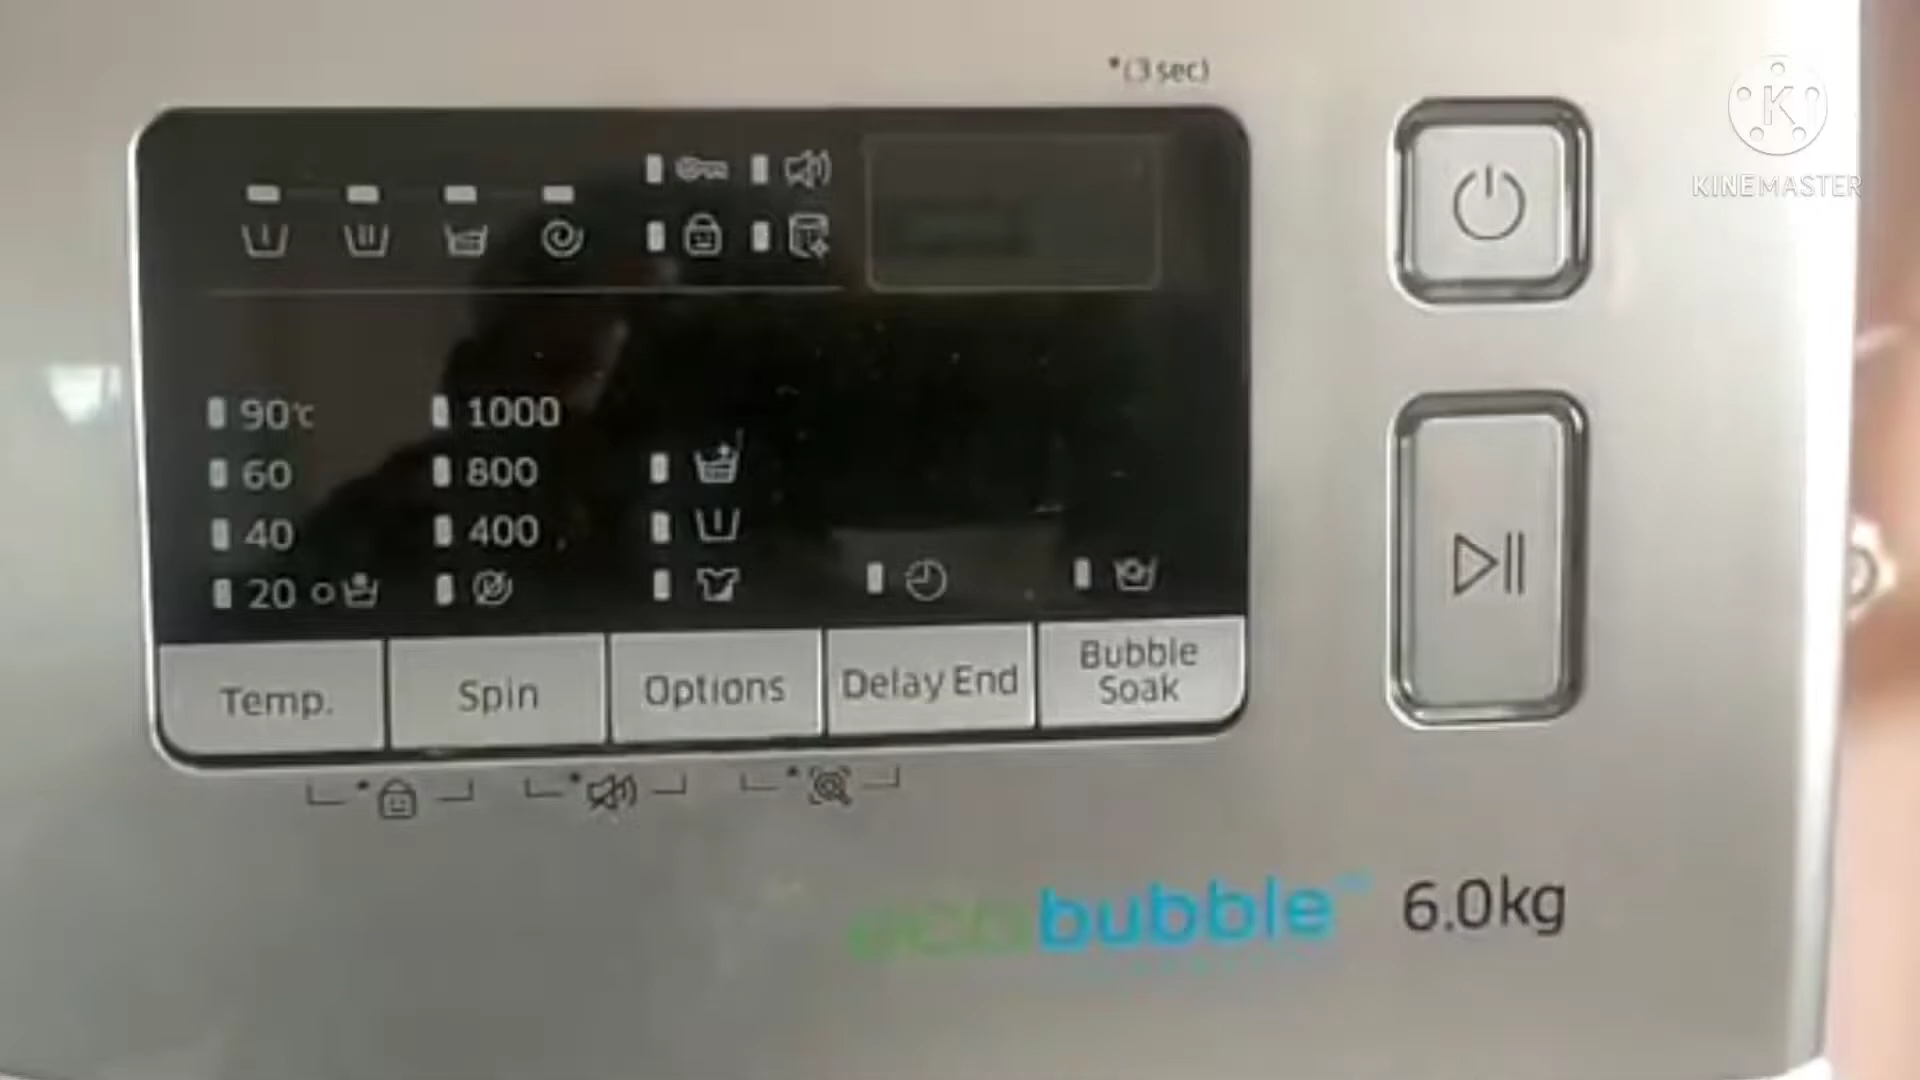 *(3 sec)
KINEMASTER
90°c
1000
60
800
40
400
20
Temp.
Spin
Options
Delay End
Bubble
Soak
ecobubble™ 6.0kg